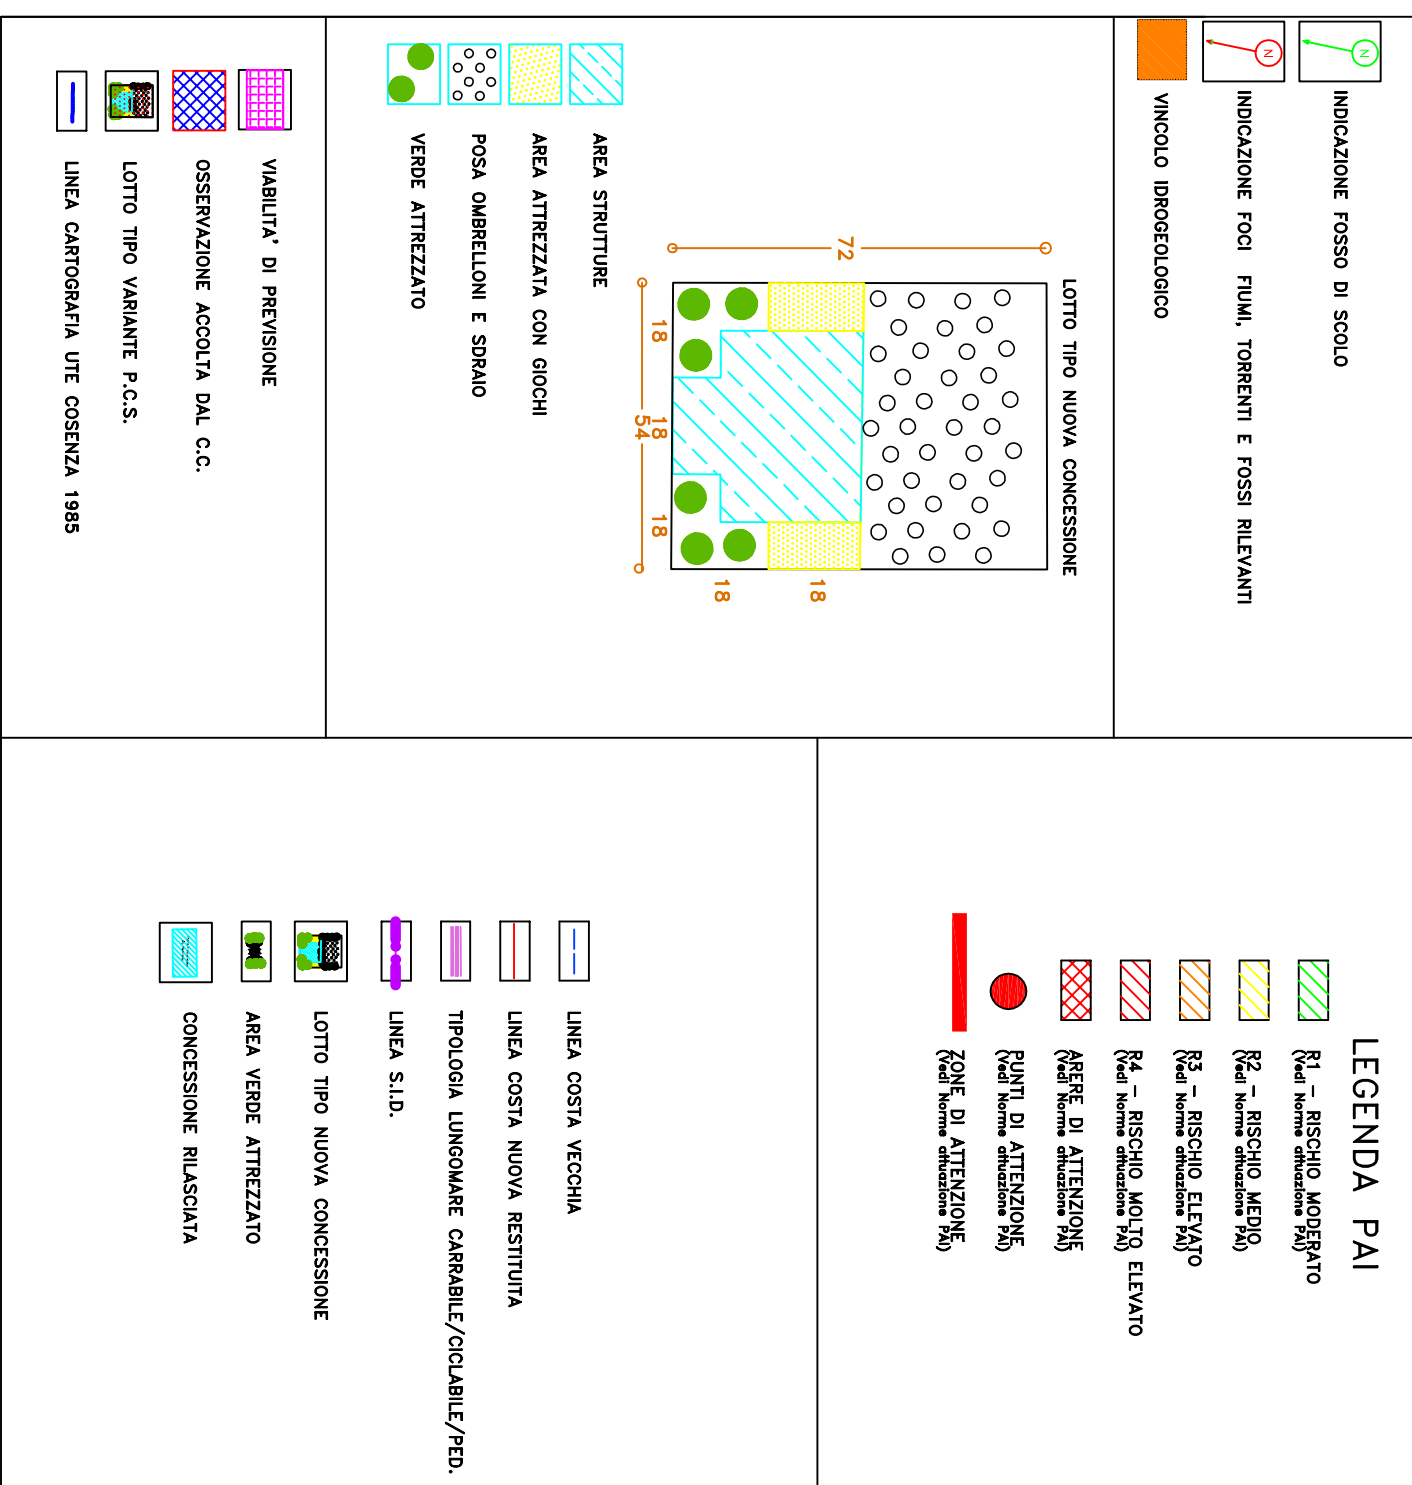 N
INDICAZIONE FOSSO DI SCOLO
N
INDICAZIONE FOCI FIUMI, TORRENTI E FOSSI RILEVANTI
VINCOLO IDROGEOLOGICO
LOTTO TIPO NUOVA CONCESSIONE
72
18
18
18
54
18
18
AREA STRUTTURE
AREA ATTREZZATA CON GIOCHI
POSA OMBRELLONI E SDRAIO
VERDE ATTREZZATO
VIABILITA' DI PREVISIONE
OSSERVAZIONE ACCOLTA DAL C.C.
LOTTO TIPO VARIANTE P.C.S.
LINEA CARTOGRAFIA UTE COSENZA 1985
LEGENDA PAI
R1 – RISCHIO MODERATO
(Vedi Norme attuazione PAI)
R2 – RISCHIO MEDIO
(Vedi Norme attuazione PAI)
R3 – RISCHIO ELEVATO
(Vedi Norme attuazione PAI)
R4 – RISCHIO MOLTO ELEVATO
(Vedi Norme attuazione PAI)
ARERE DI ATTENZIONE
(Vedi Norme attuazione PAI)
PUNTI DI ATTENZIONE
(Vedi Norme attuazione PAI)
ZONE DI ATTENZIONE
(Vedi Norme attuazione PAI)
LINEA COSTA VECCHIA
LINEA COSTA NUOVA RESTITUITA
TIPOLOGIA LUNGOMARE CARRABILE/CICLABILE/PED.
LINEA S.I.D.
LOTTO TIPO NUOVA CONCESSIONE
AREA VERDE ATTREZZATO
CONCESSIONE RILASCIATA